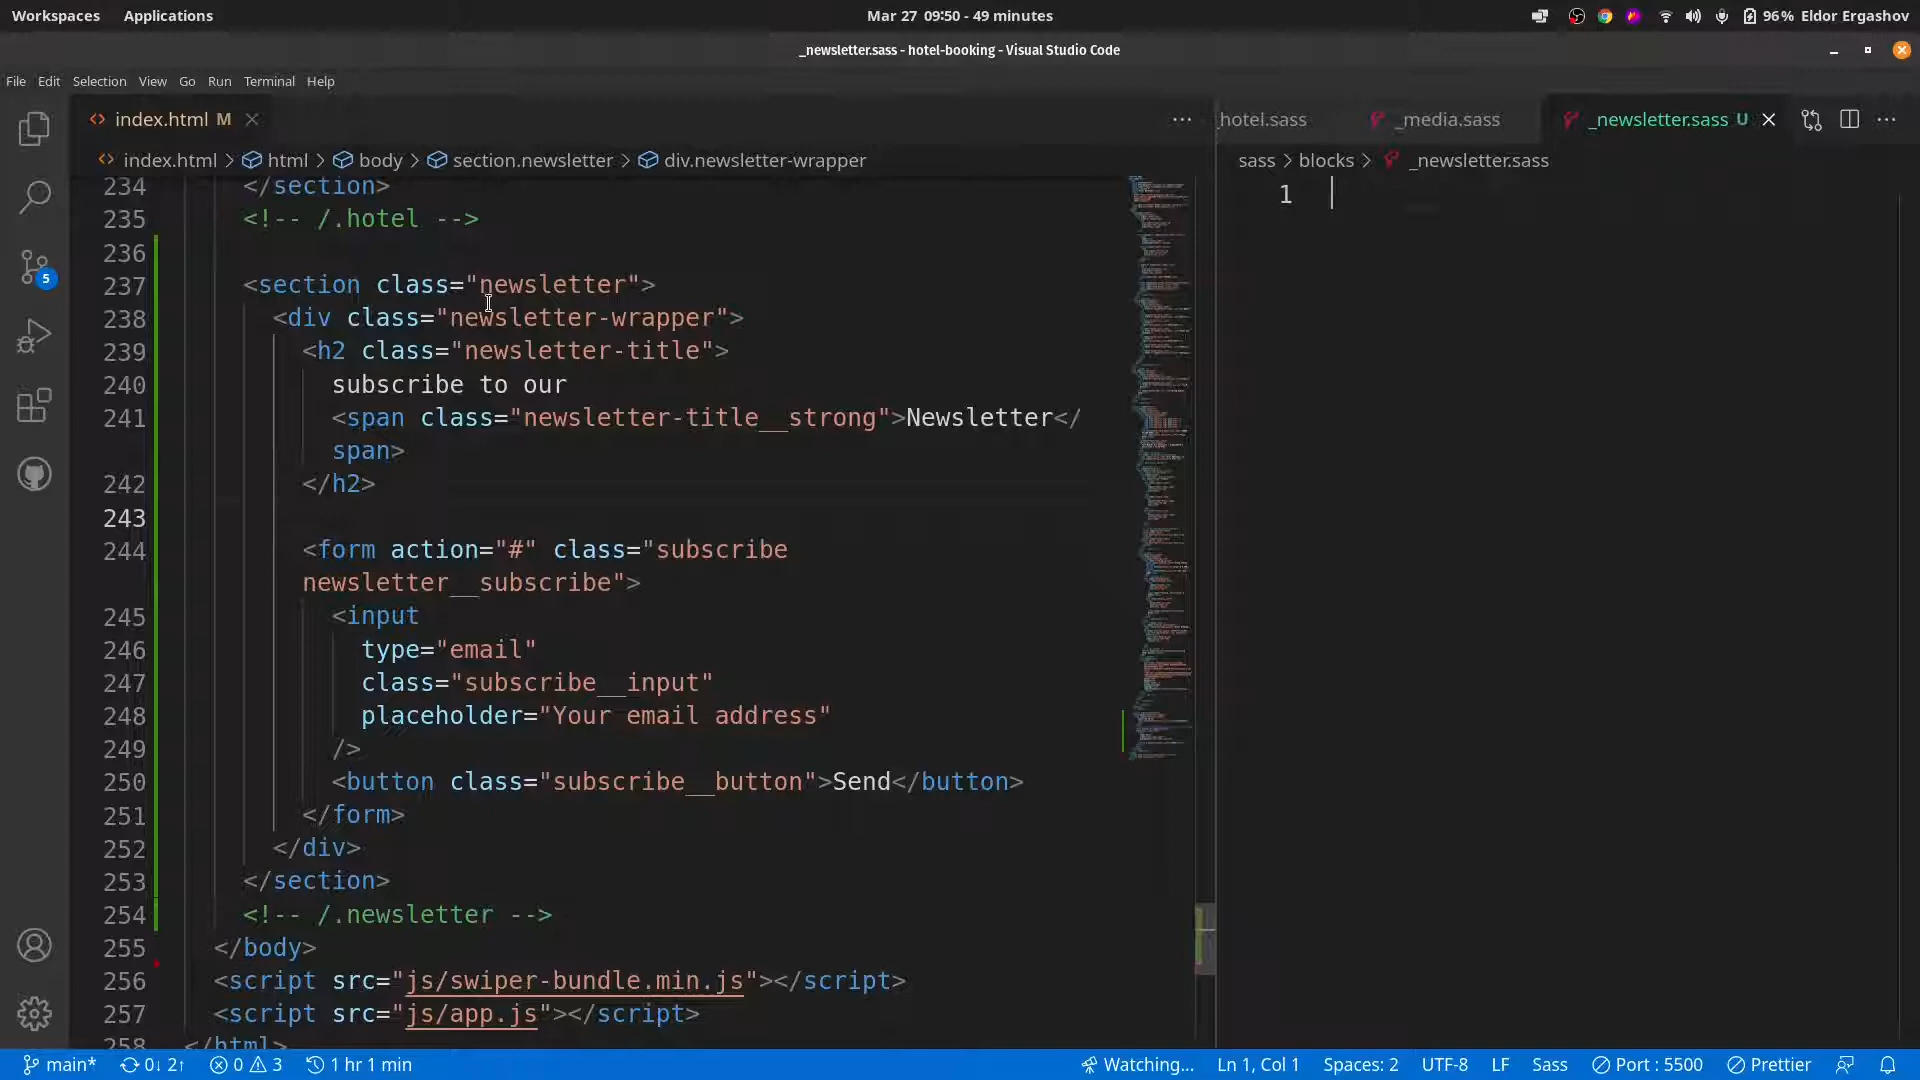 Workspaces Applications Mar 27 09:50 - 49 minutes 96% Eldor Ergashov
_newsletter.sass - hotel-booking - Visual Studio Code
File Edit Selection View Go Run Terminal Help
index.html M
_hotel.sass _media.sass _newsletter.sass U
index.html > html > body > section.newsletter > div.newsletter-wrapper
sass > blocks > _newsletter.sass
1
234 </section>
235 <!-- /.hotel -->
236
237 <section class="newsletter">
238 <div class="newsletter-wrapper">
239 <h2 class="newsletter-title">
240 subscribe to our
241 <span class="newsletter-title__strong">Newsletter</
span>
242 </h2>
243
244 <form action="#" class="subscribe
newsletter__subscribe">
245 <input
246 type="email"
247 class="subscribe__input"
248 placeholder="Your email address"
249 />
250 <button class="subscribe__button">Send</button>
251 </form>
252 </div>
253 </section>
254 <!-- /.newsletter -->
255 </body>
256 <script src="js/swiper-bundle.min.js"></script>
257 <script src="js/app.js"></script>
258 </html>
5
main* 0↓ 2↑ 0 3 1 hr 1 min Watching... Ln 1, Col 1 Spaces: 2 UTF-8 LF Sass Port : 5500 Prettier